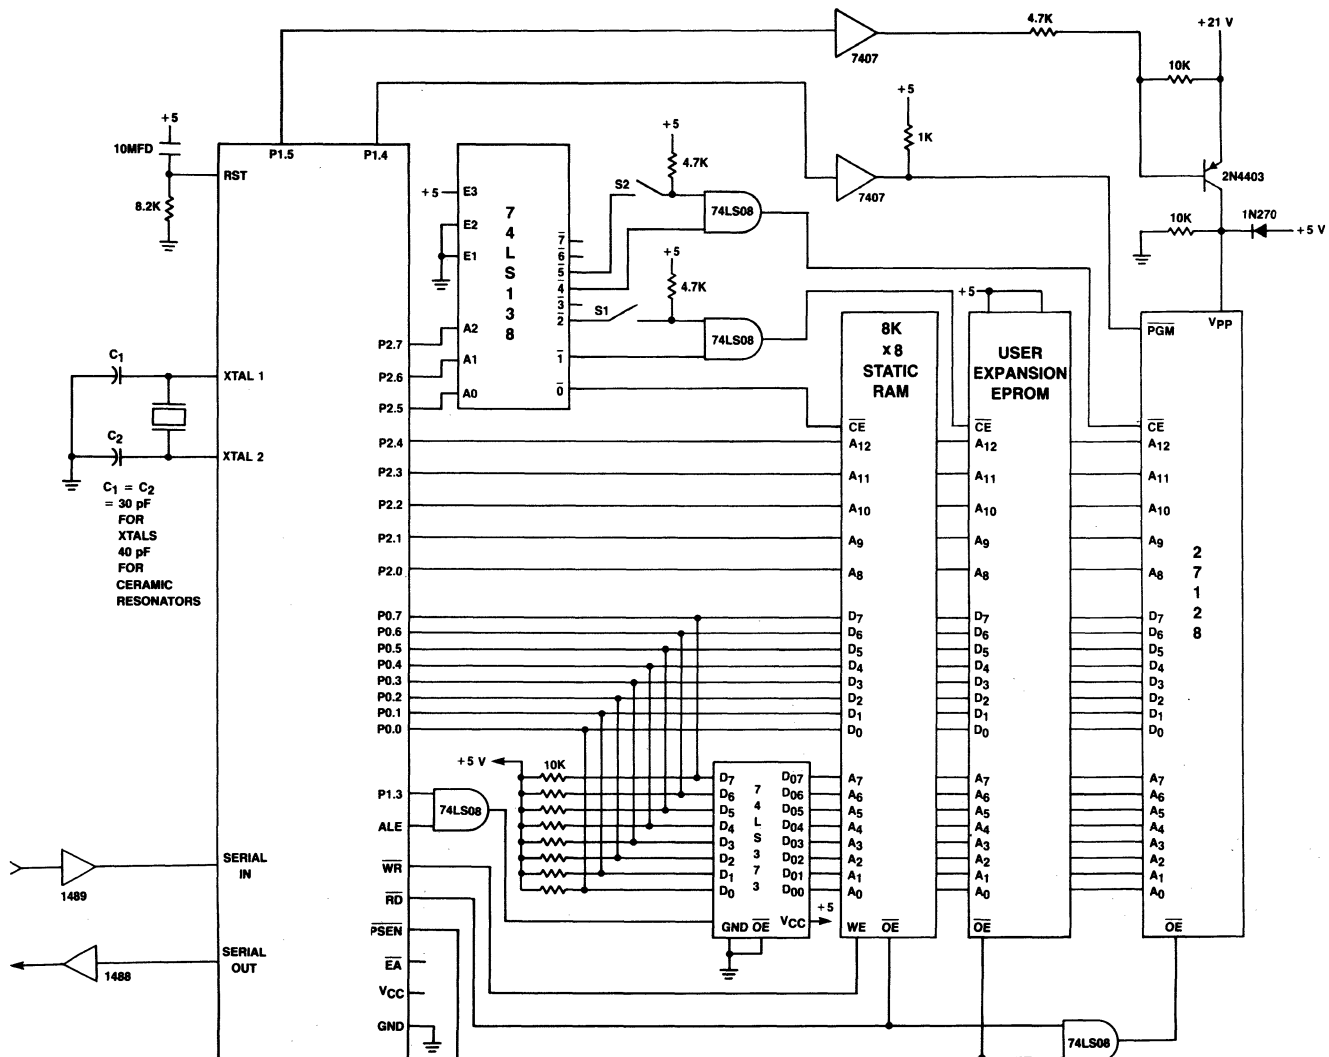 4.7K
+21 V
7407
10K
+5
P1.5
P1.4
+5
10MFD
RST
8.2K
+5
1K
7407
2N4403
+5
4.7K
S2
74LS08
+5
E3
E2
E1
74LS138
7
6
5
4
3
2
1
0
A2
A1
A0
+5
4.7K
S1
74LS08
10K
1N270
+5 V
+5
PGM
VPP
8K
x8
STATIC
RAM
USER
EXPANSION
EPROM
27128
C1
C2
XTAL 1
XTAL 2
C1 = C2
= 30 pF
FOR
XTALS
40 pF
FOR
CERAMIC
RESONATORS
P2.7
P2.6
P2.5
P2.4
P2.3
P2.2
P2.1
P2.0
P0.7
P0.6
P0.5
P0.4
P0.3
P0.2
P0.1
P0.0
CE
A12
A11
A10
A9
A8
D7
D6
D5
D4
D3
D2
D1
D0
A7
A6
A5
A4
A3
A2
A1
A0
WE
OE
CE
A12
A11
A10
A9
A8
D7
D6
D5
D4
D3
D2
D1
D0
A7
A6
A5
A4
A3
A2
A1
A0
OE
CE
A12
A11
A10
A9
A8
D7
D6
D5
D4
D3
D2
D1
D0
A7
A6
A5
A4
A3
A2
A1
A0
OE
+5 V
10K
D7
D6
D5
D4
D3
D2
D1
D0
74LS373
D07
D06
D05
D04
D03
D02
D01
D00
GND
OE
VCC
+5
P1.3
ALE
74LS08
WR
RD
PSEN
EA
VCC
GND
SERIAL
IN
1489
SERIAL
OUT
1488
74LS08